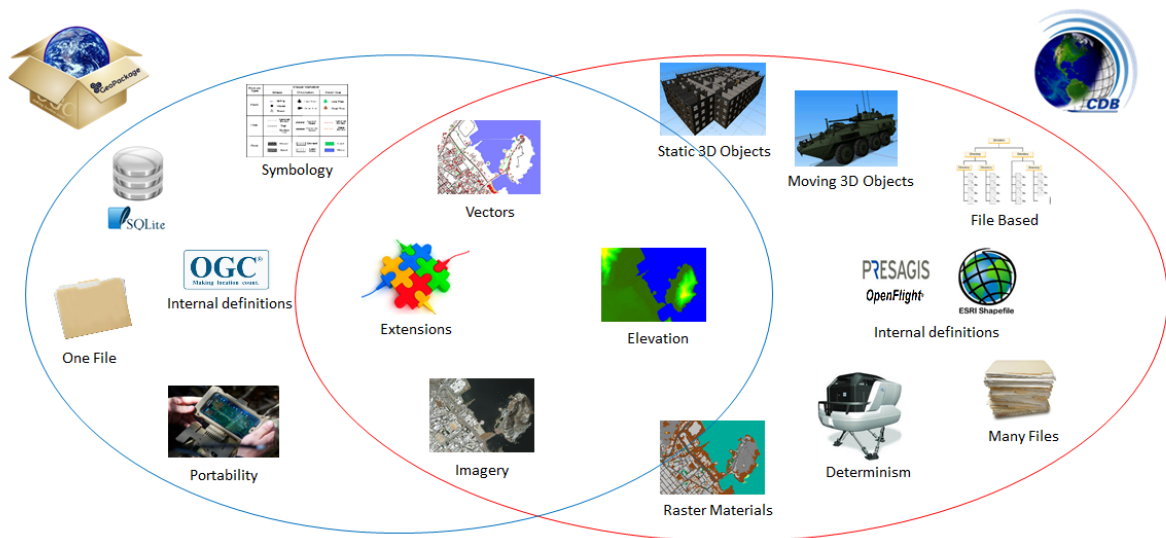 GeoPackage
OGC
CDB
Symbology
Static 3D Objects
Moving 3D Objects
File Based
Vectors
SQLite
OGC®
Making location count.
Internal definitions
PRESAGIS
OpenFlight®
ESRI Shapefile
Internal definitions
One File
Extensions
Elevation
Portability
Imagery
Raster Materials
Determinism
Many Files